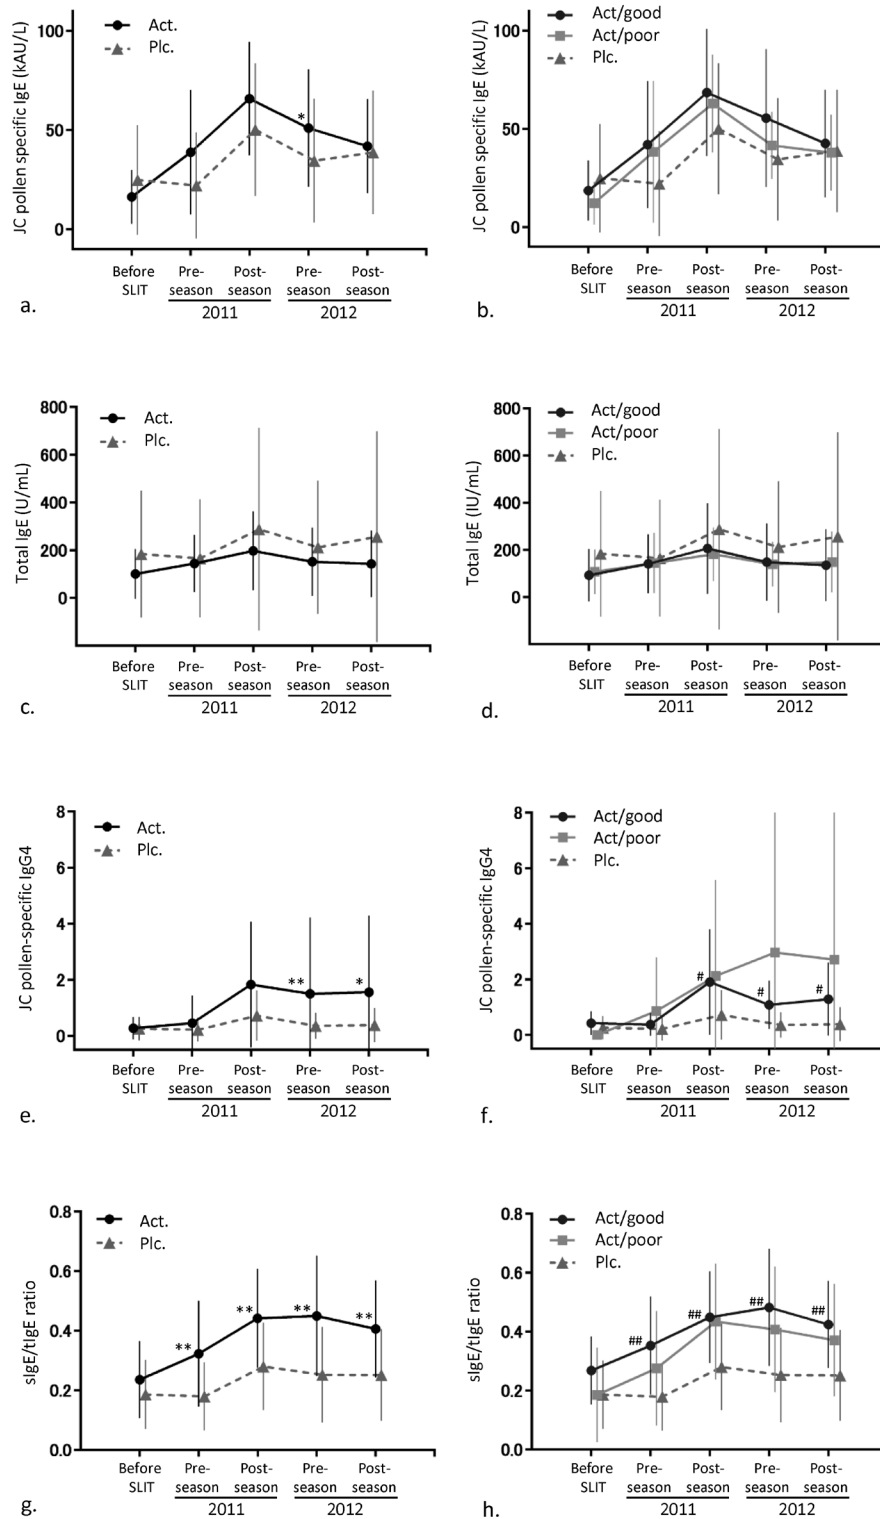 JC pollen specific IgE (kAU/L)
100
50
0
Act.
Plc.
*
Before SLIT
Pre-season
Post-season
Pre-season
Post-season
2011
2012
a.
JC pollen specific IgE (kAU/L)
100
50
0
Act/good
Act/poor
Plc.
Before SLIT
Pre-season
Post-season
Pre-season
Post-season
2011
2012
b.
Total IgE (U/mL)
800
600
400
200
0
Act.
Plc.
Before SLIT
Pre-season
Post-season
Pre-season
Post-season
2011
2012
c.
Total IgE (IU/mL)
800
600
400
200
0
Act/good
Act/poor
Plc.
Before SLIT
Pre-season
Post-season
Pre-season
Post-season
2011
2012
d.
JC pollen-specific IgG4
8
6
4
2
0
Act.
Plc.
**
*
Before SLIT
Pre-season
Post-season
Pre-season
Post-season
2011
2012
e.
JC pollen-specific IgG4
8
6
4
2
0
Act/good
Act/poor
Plc.
#
#
#
Before SLIT
Pre-season
Post-season
Pre-season
Post-season
2011
2012
f.
sIgE/tIgE ratio
0.8
0.6
0.4
0.2
0.0
Act.
Plc.
**
**
**
**
Before SLIT
Pre-season
Post-season
Pre-season
Post-season
2011
2012
g.
sIgE/tIgE ratio
0.8
0.6
0.4
0.2
0.0
Act/good
Act/poor
Plc.
##
##
##
##
Before SLIT
Pre-season
Post-season
Pre-season
Post-season
2011
2012
h.